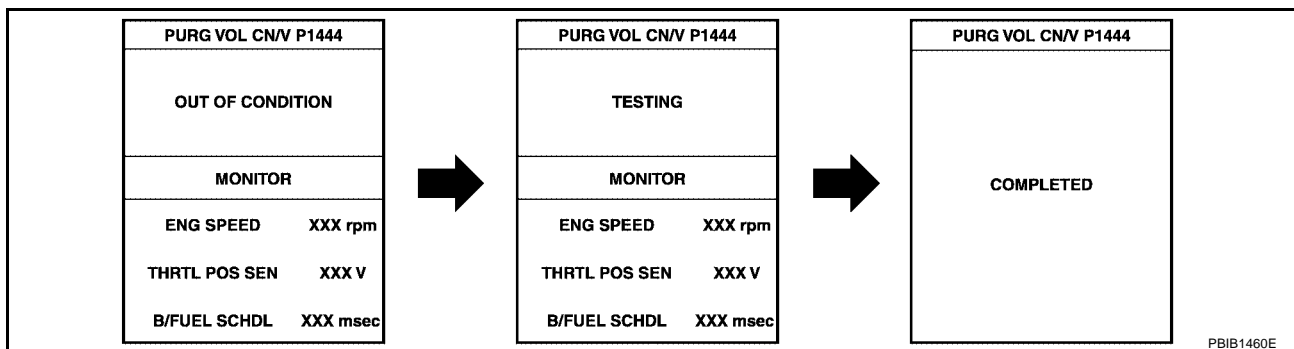 PURG VOL CN/V P1444
OUT OF CONDITION
MONITOR
ENG SPEED XXX rpm
THRTL POS SEN XXX V
B/FUEL SCHDL XXX msec
PURG VOL CN/V P1444
TESTING
MONITOR
ENG SPEED XXX rpm
THRTL POS SEN XXX V
B/FUEL SCHDL XXX msec
PURG VOL CN/V P1444
COMPLETED
PBIB1460E